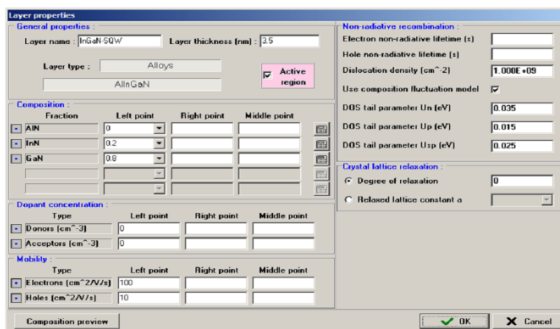 Layer properties
General properties :
Layer name : InGaN-SQW Layer thickness (nm) : 3.5
Layer type : Alloys
AlInGaN
Active region
Composition :
Fraction Left point Right point Middle point
AlN 0
InN 0.2
GaN 0.8
Dopant concentration :
Type Left point Right point Middle point
Donors (cm^-3) 0
Acceptors (cm^-3) 0
Mobility :
Type Left point Right point Middle point
Electrons (cm^2/V/s) 100
Holes (cm^2/V/s) 10
Composition preview
Non-radiative recombination :
Electron non-radiative lifetime (s)
Hole non-radiative lifetime (s)
Dislocation density (cm^-2) 1.000E+09
Use composition fluctuation model
DOS tail parameter Un (eV) 0.035
DOS tail parameter Up (eV) 0.015
DOS tail parameter Usp (eV) 0.025
Crystal lattice relaxation :
Degree of relaxation 0
Relaxed lattice constant a
OK Cancel